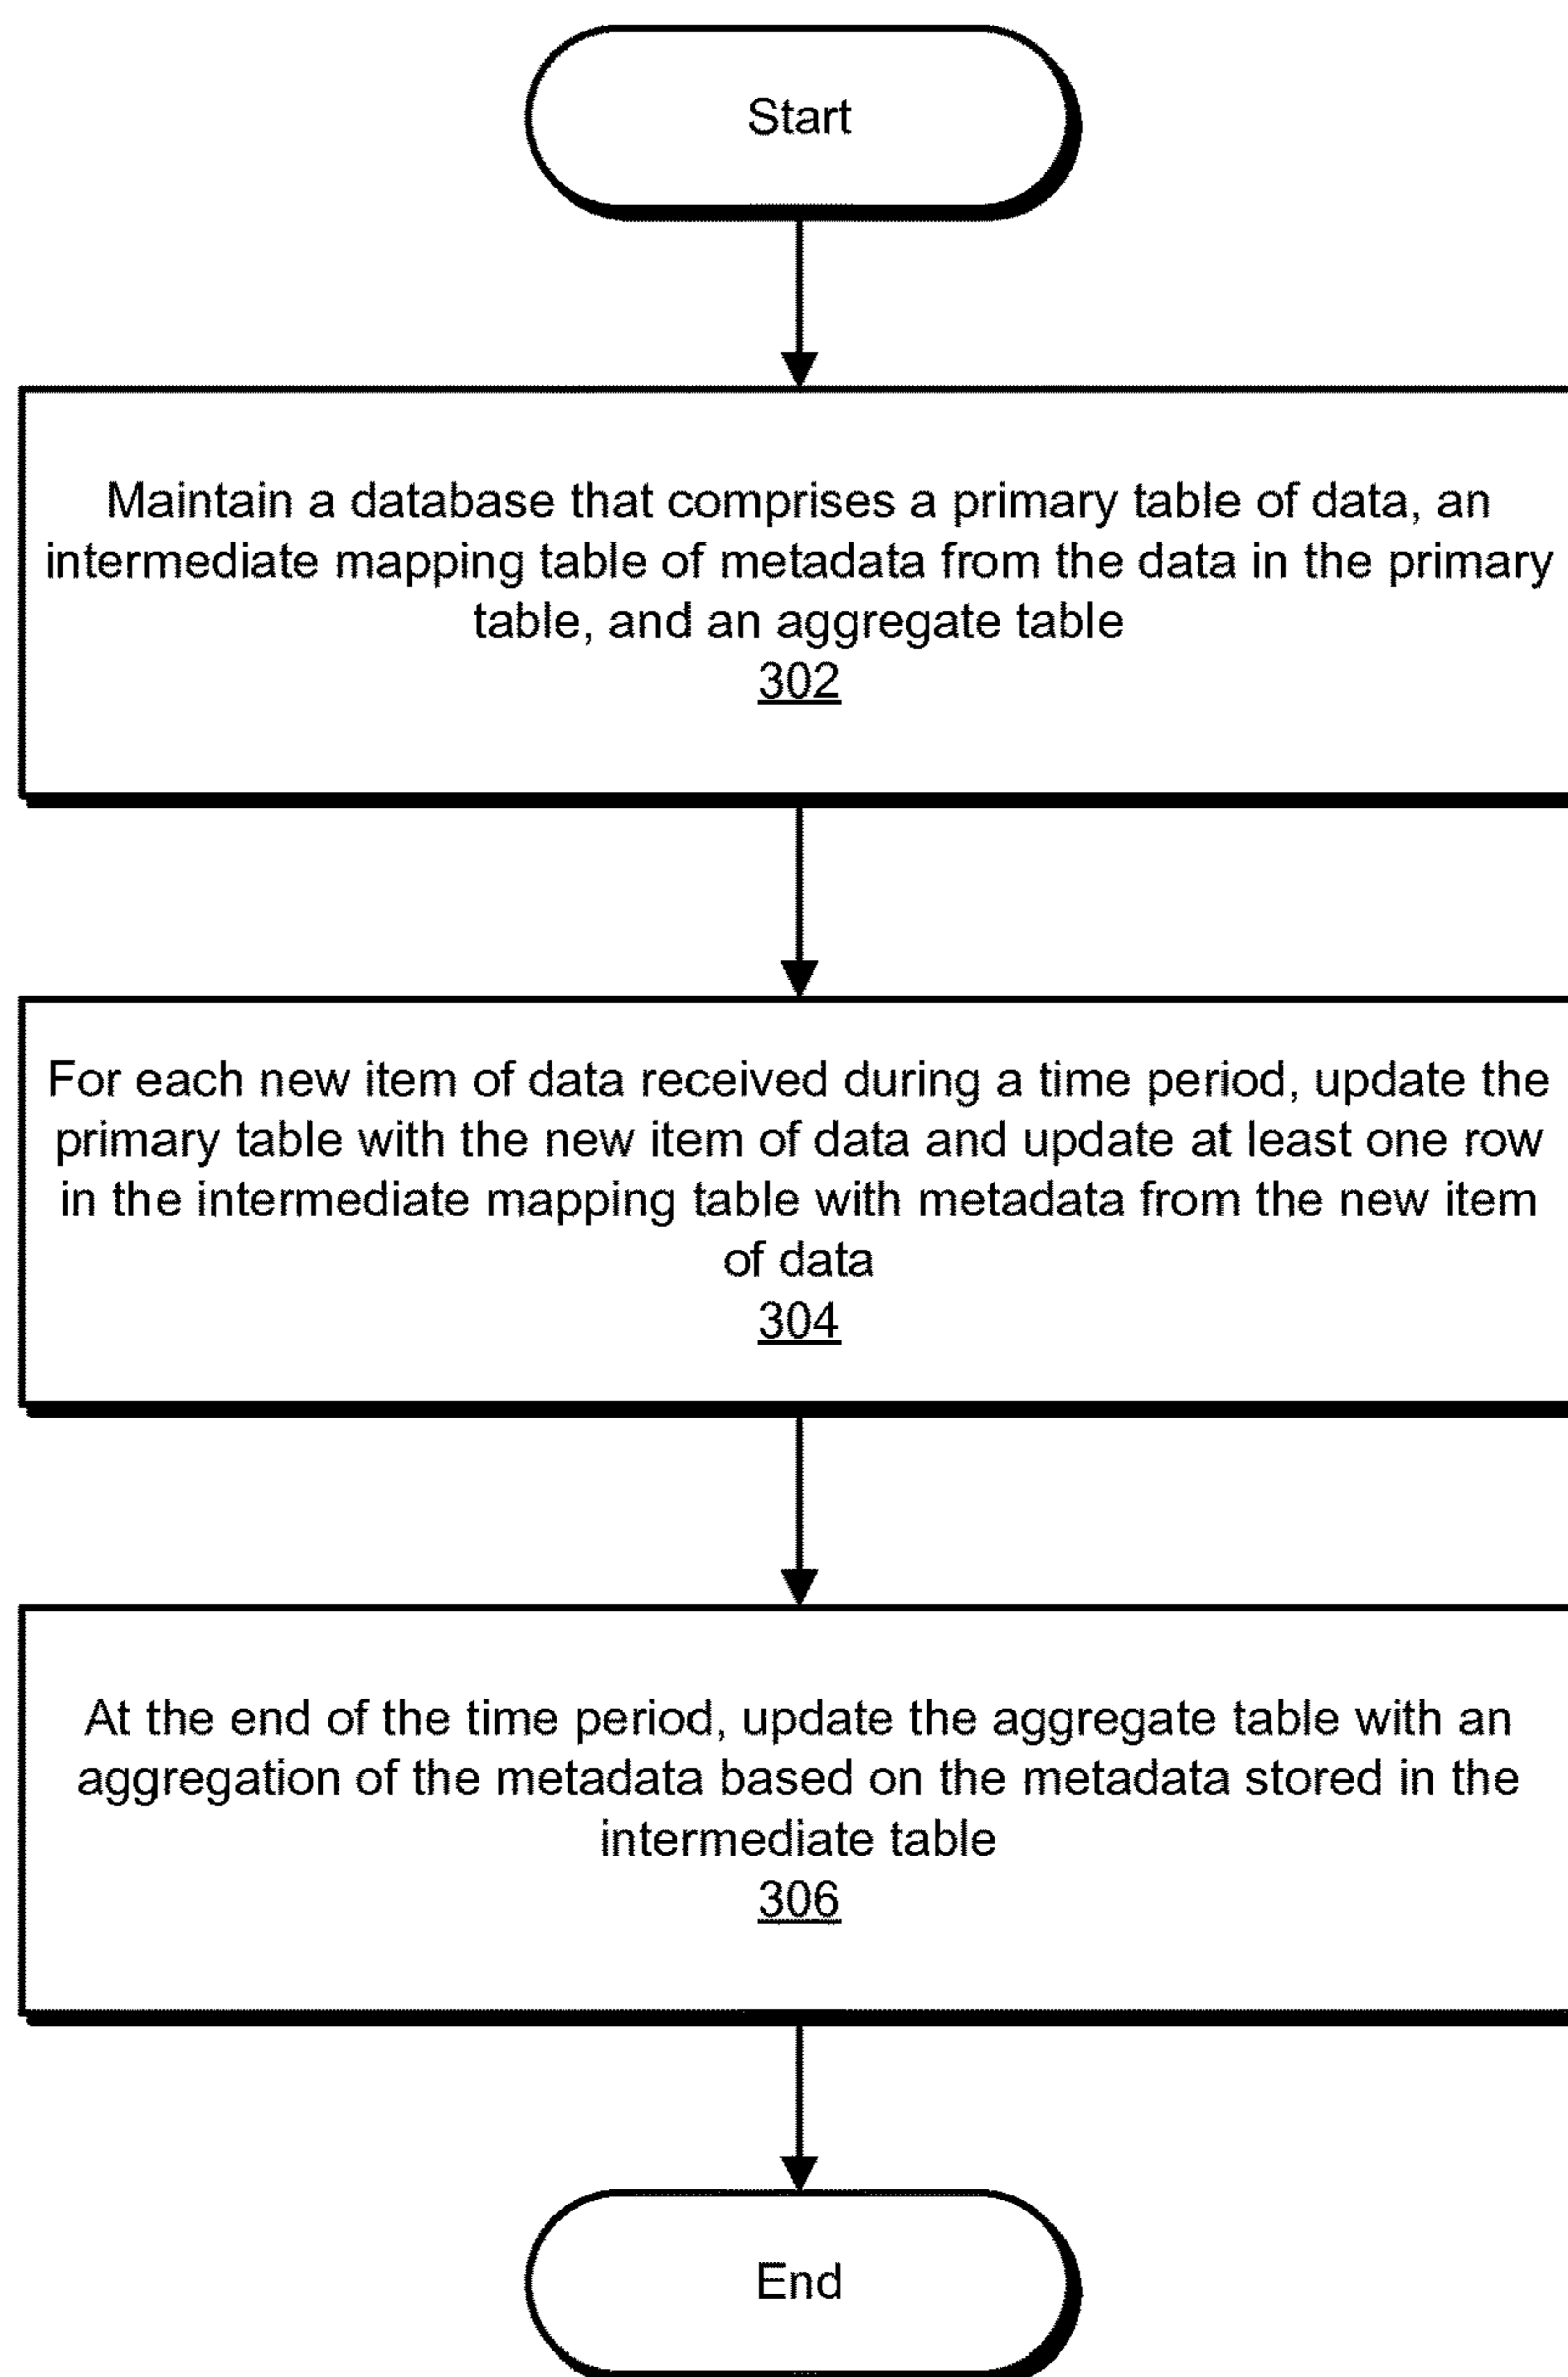 Start
Maintain a database that comprises a primary table of data, an
intermediate mapping table of metadata from the data in the primary
table, and an aggregate table
302
For each new item of data received during a time period, update the
primary table with the new item of data and update at least one row
in the intermediate mapping table with metadata from the new item
of data
304
At the end of the time period, update the aggregate table with an
aggregation of the metadata based on the metadata stored in the
intermediate table
306
End